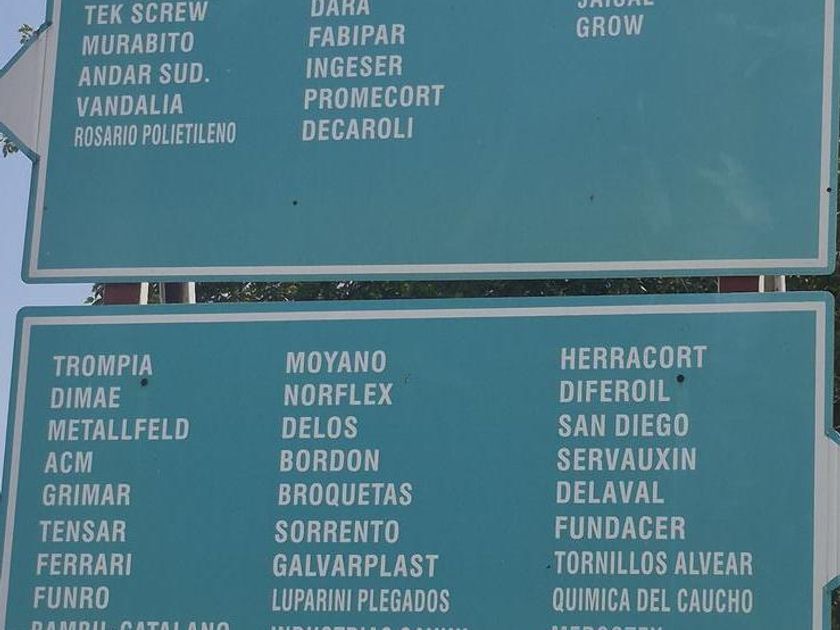 TEK SCREW
MURABITO
ANDAR SUD.
VANDALIA
ROSARIO POLIETILENO
DARA
FABIPAR
INGESER
PROMECORT
DECAROLI
GROW
TROMPIA
DIMAE
METALLFELD
ACM
GRIMAR
TENSAR
FERRARI
FUNRO
MOYANO
NORFLEX
DELOS
BORDON
BROQUETAS
SORRENTO
GALVARPLAST
LUPARINI PLEGADOS
INDUSTRIAS
HERRACORT
DIFEROIL
SAN DIEGO
SERVAUXIN
DELAVAL
FUNDACER
TORNILLOS ALVEAR
QUIMICA DEL CAUCHO